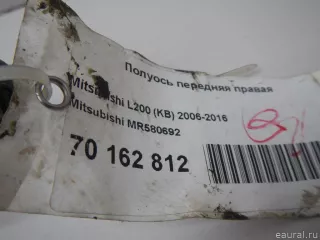 Полуось передняя правая
Mitsubishi L200 (KB) 2006-2016
Mitsubishi MR580692
70 162 812
eaural.ru